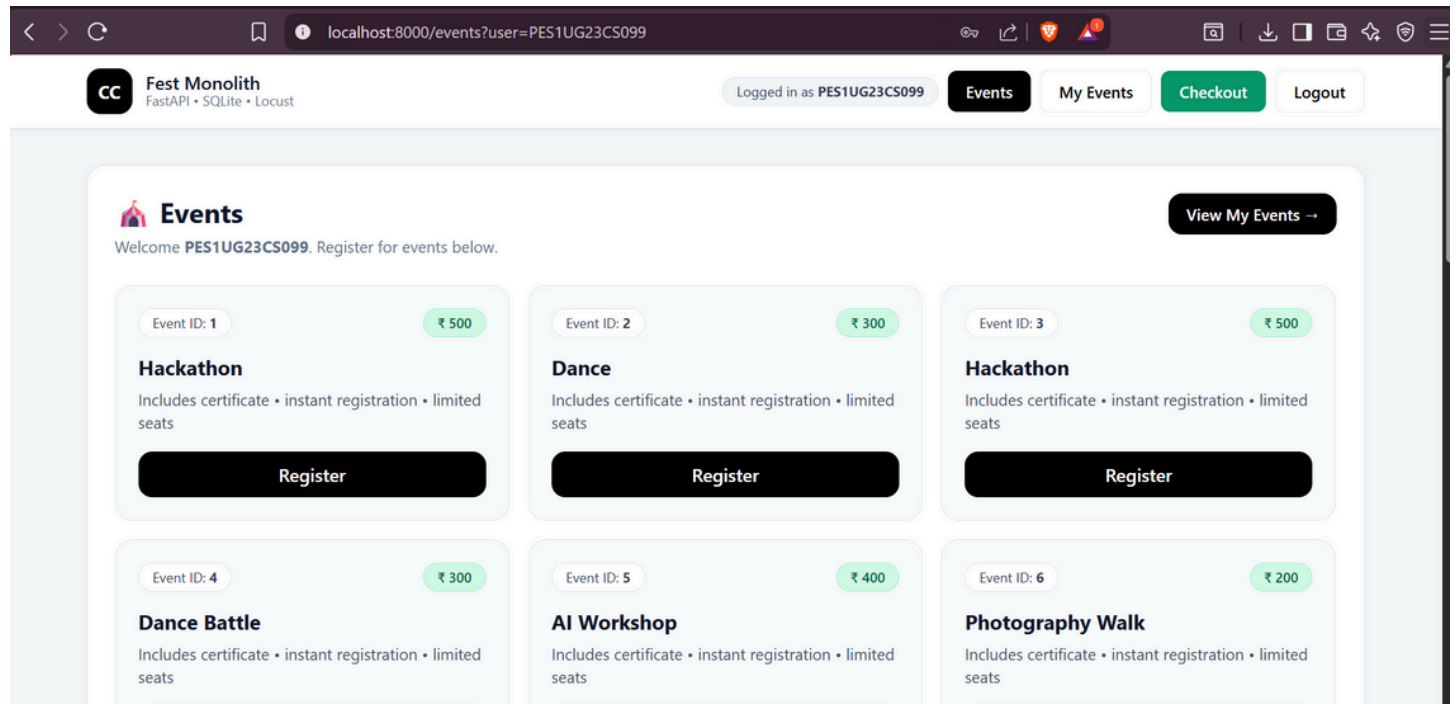 localhost:8000/events?user=PES1UG23CS099
1
CC
Fest Monolith
FastAPI • SQLite • Locust
Logged in as PES1UG23CS099
Events
My Events
Checkout
Logout
🎪 Events
View My Events →
Welcome PES1UG23CS099. Register for events below.
Event ID: 1
₹ 500
Hackathon
Includes certificate • instant registration • limited
seats
Register
Event ID: 2
₹ 300
Dance
Includes certificate • instant registration • limited
seats
Register
Event ID: 3
₹ 500
Hackathon
Includes certificate • instant registration • limited
seats
Register
Event ID: 4
₹ 300
Dance Battle
Includes certificate • instant registration • limited
seats
Event ID: 5
₹ 400
AI Workshop
Includes certificate • instant registration • limited
seats
Event ID: 6
₹ 200
Photography Walk
Includes certificate • instant registration • limited
seats